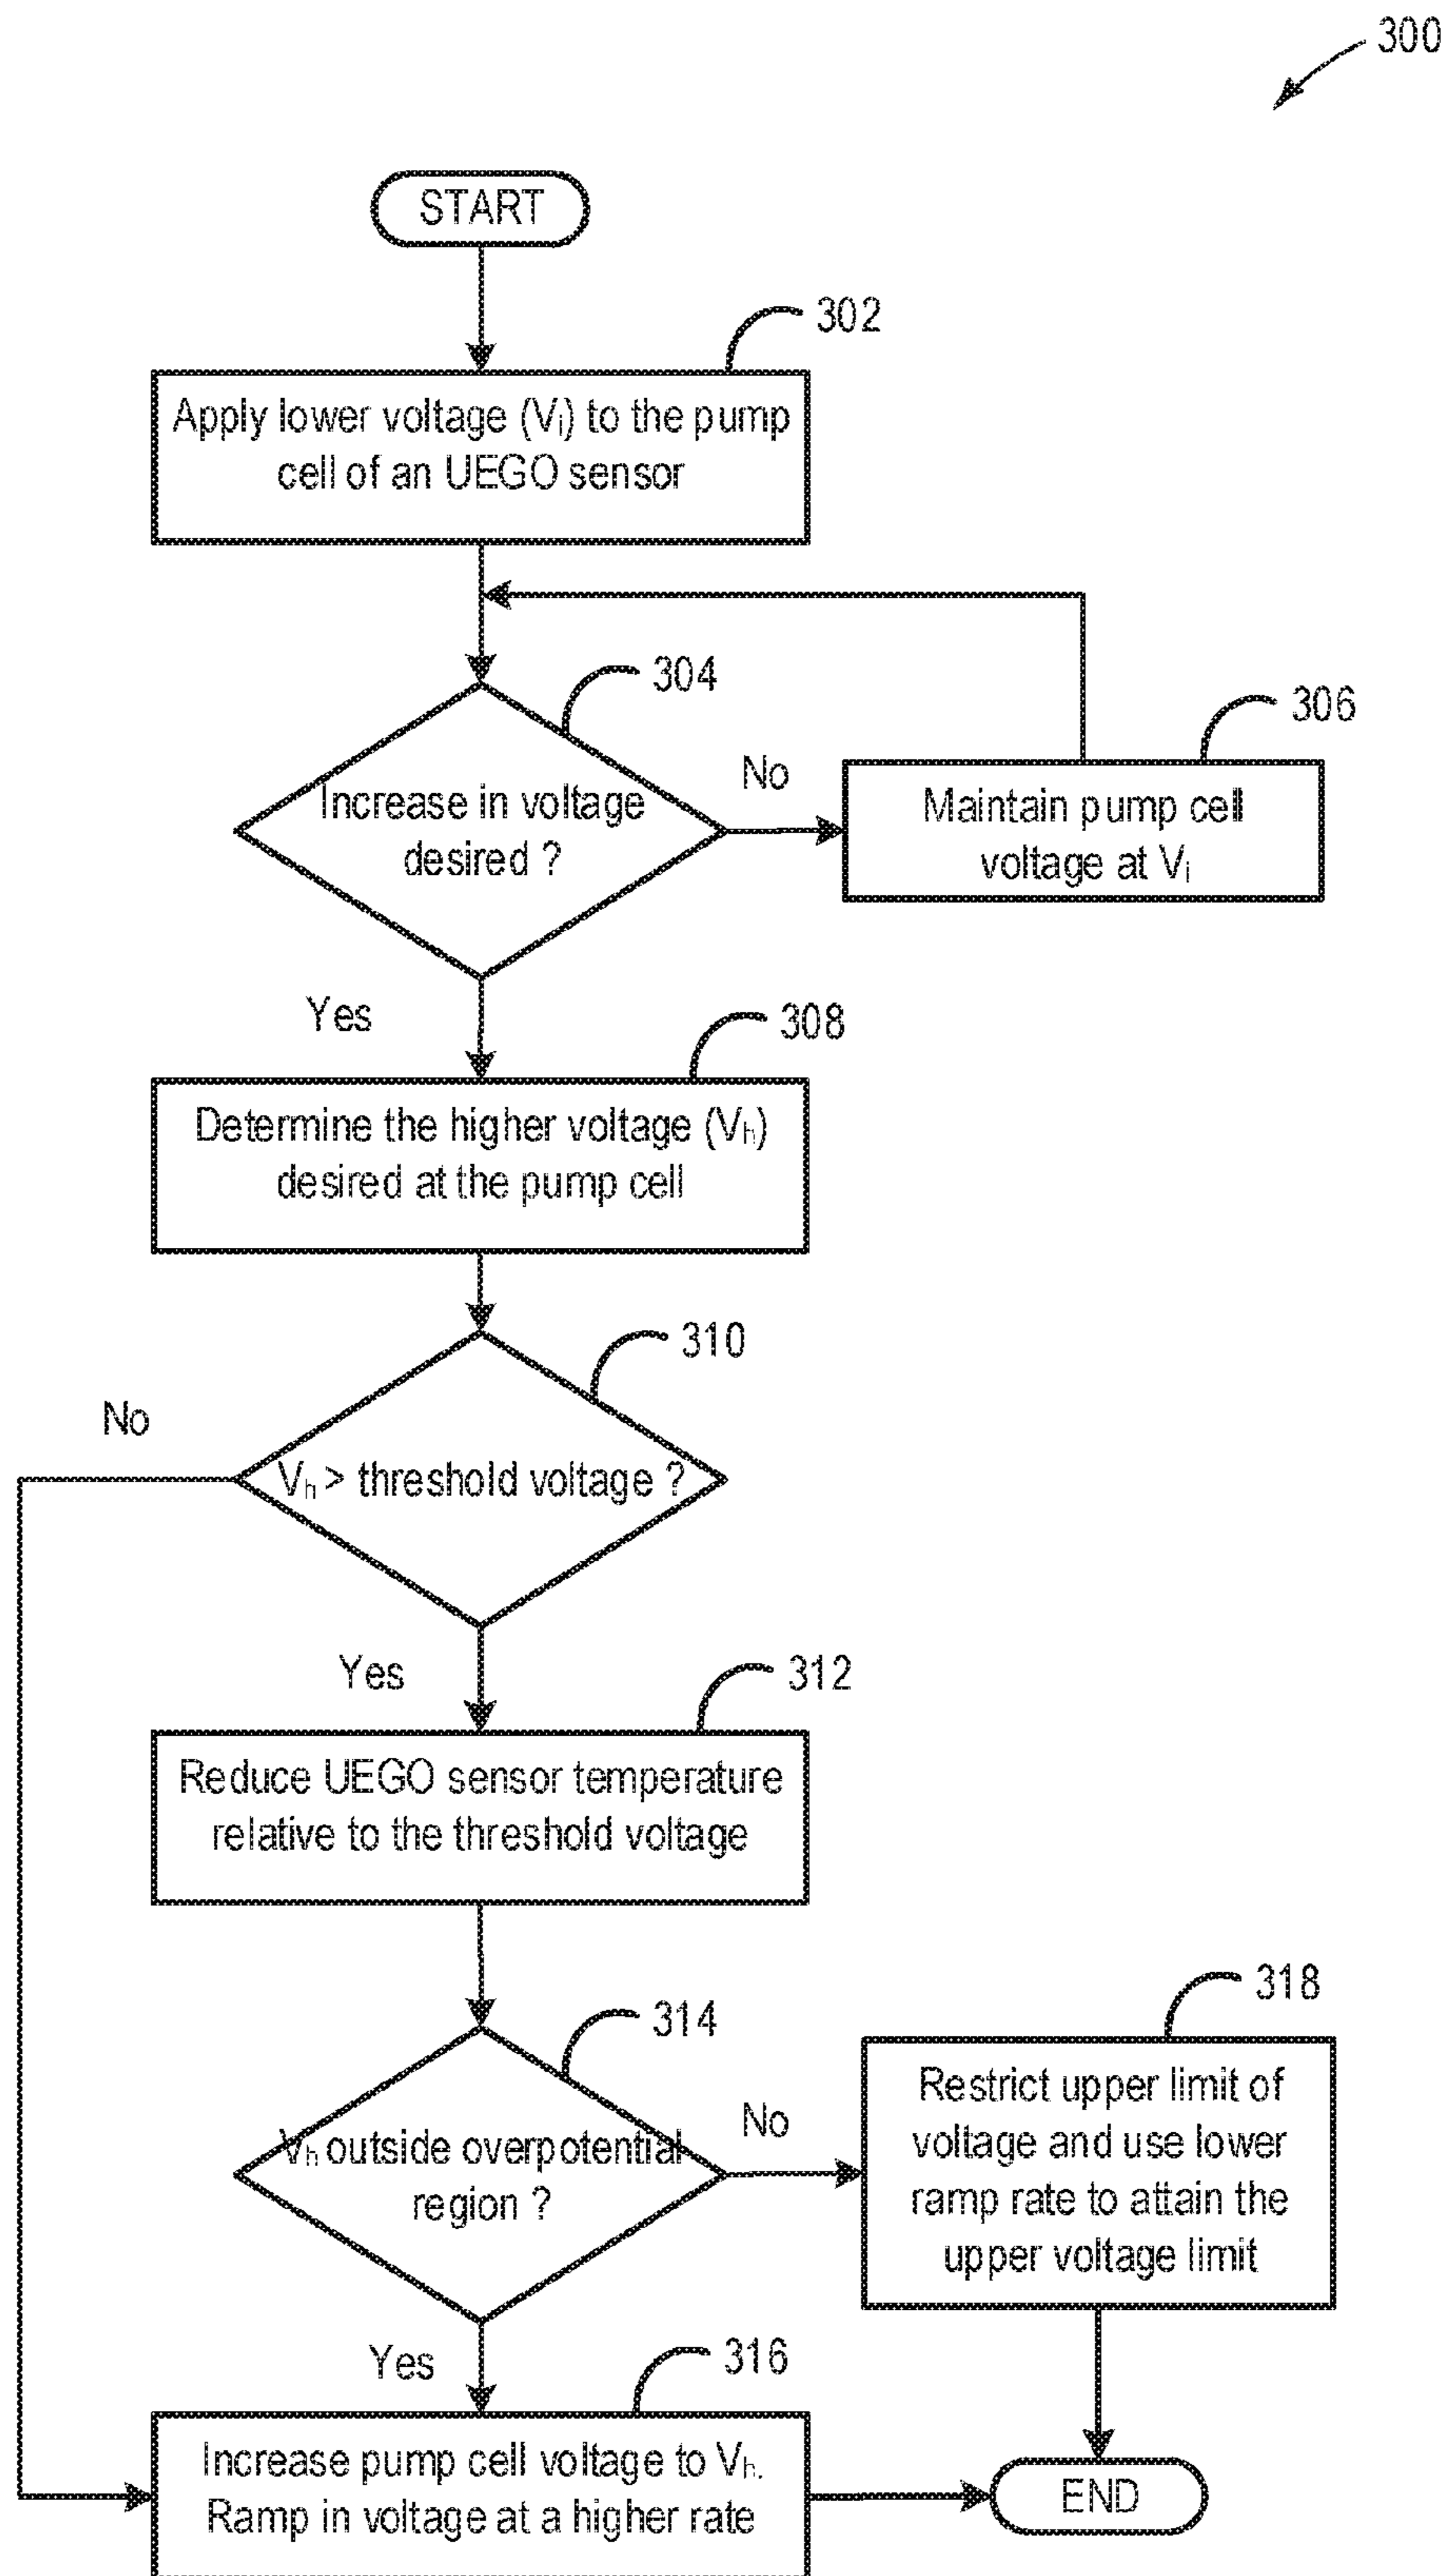 300
START
302
Apply lower voltage (Vₗ) to the pump
cell of an UEGO sensor
304
306
Increase in voltage
desired ?
No
Maintain pump cell
voltage at Vₗ
Yes
308
Determine the higher voltage (Vₕ)
desired at the pump cell
310
No
Vₕ > threshold voltage ?
Yes
312
Reduce UEGO sensor temperature
relative to the threshold voltage
318
314
Restrict upper limit of
voltage and use lower
ramp rate to attain the
upper voltage limit
No
Vₕ outside overpotential
region ?
Yes
316
Increase pump cell voltage to Vₕ.
Ramp in voltage at a higher rate
END